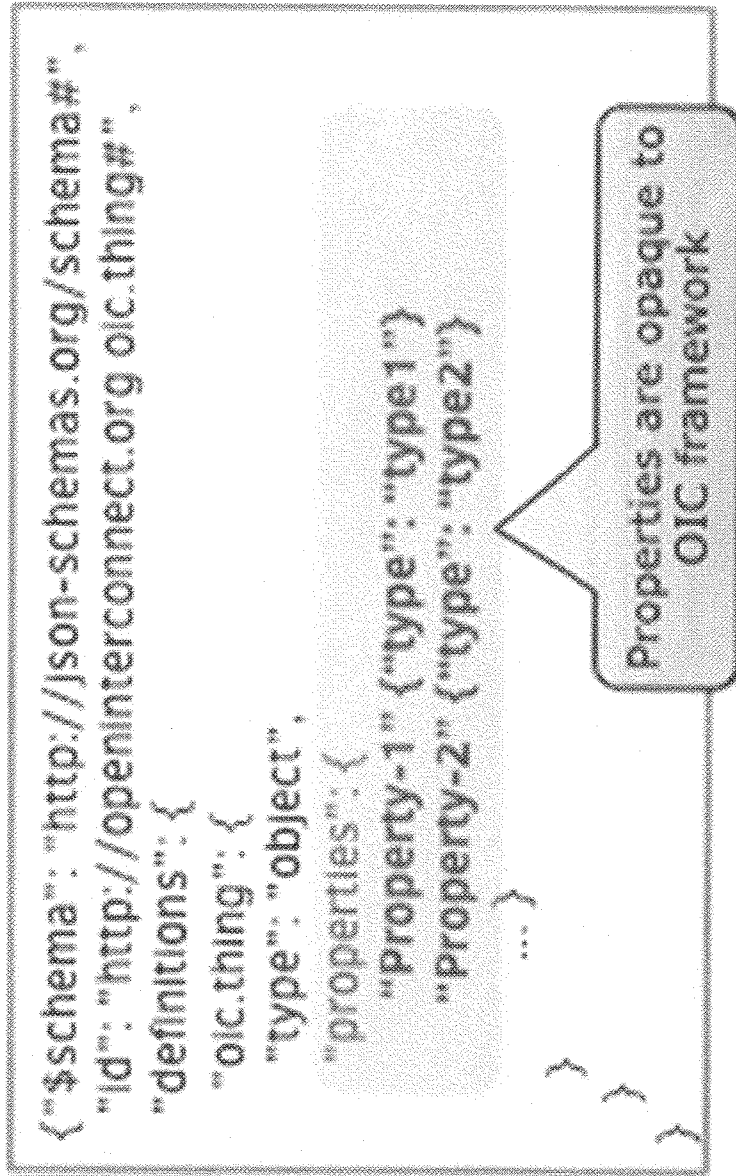 {"$schema": "http://json-schemas.org/schema#",
"id": "http://openinterconnect.org oic.thing#",
"definitions": {
"oic.thing": {
"type": "object",
"properties": {
"Property-1" {"type": "type1"}
"Property-2" {"type": "type2"}
... }
}
}
}
Properties are opaque to
OIC framework